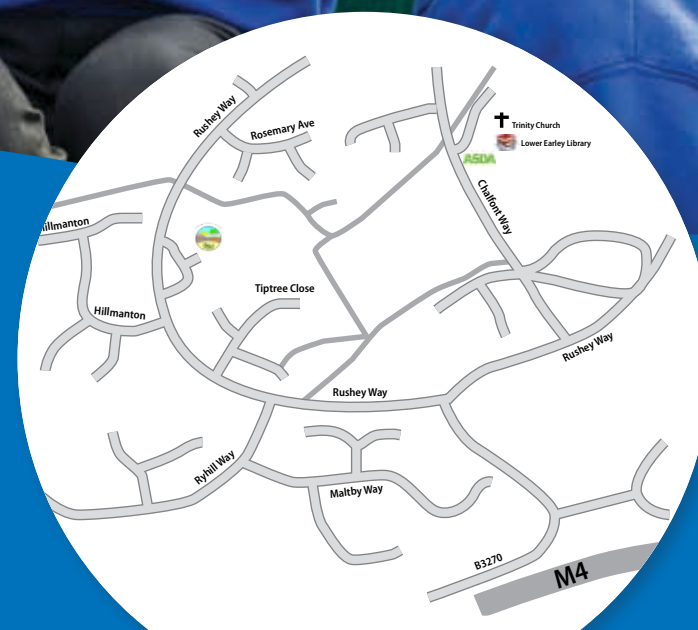 Rushey Way
Rosemary Ave
Trinity Church
Lower Earley Library
ASDA
Chalfont Way
illmanton
Hillmanton
Tiptree Close
Rushey Way
Rushey Way
Ryhill Way
Maltby Way
B3270
M4